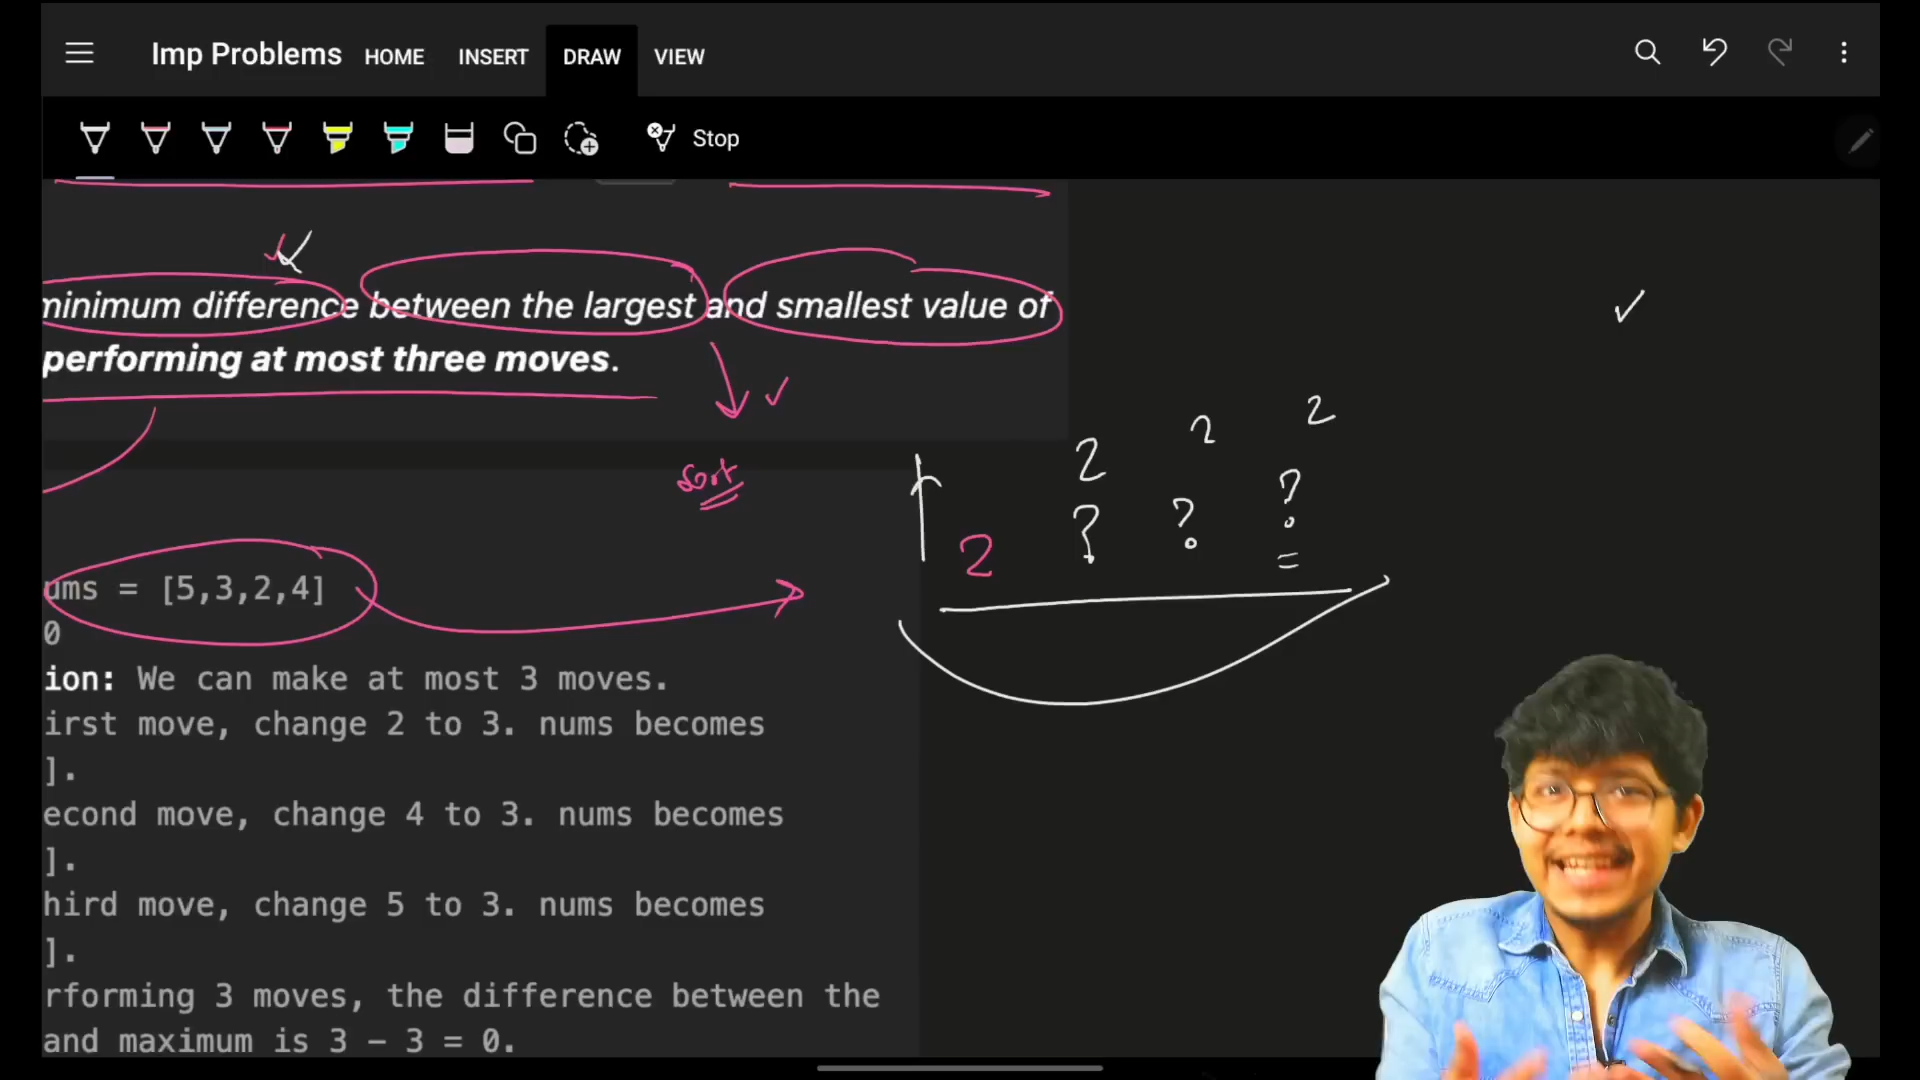 Imp Problems HOME INSERT DRAW VIEW
Stop
minimum difference between the largest and smallest value of
performing at most three moves.
sort
2 2 2
2 ? ? ?
=
ums = [5,3,2,4]
0
ion: We can make at most 3 moves.
irst move, change 2 to 3. nums becomes
].
econd move, change 4 to 3. nums becomes
].
hird move, change 5 to 3. nums becomes
].
rforming 3 moves, the difference between the
and maximum is 3 - 3 = 0.